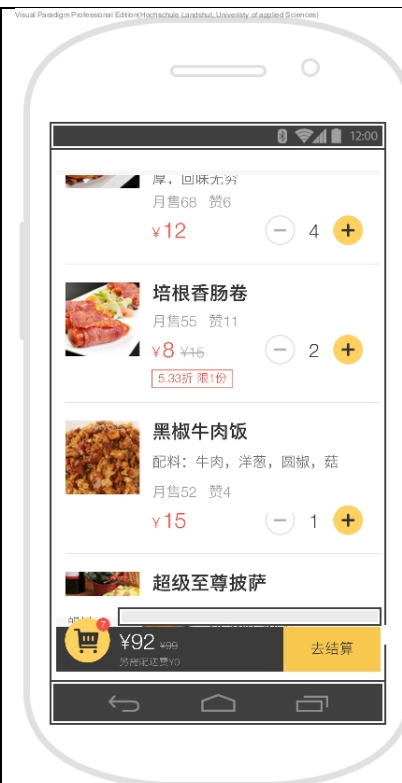 Visual Paradigm Professional Edition(Hochschule Landshut, Univeristy of applied Sciences)
12:00
厚，回味无穷
月售68 赞6
¥12
4
培根香肠卷
月售55 赞11
¥8 ¥15
2
5.33折 限1份
黑椒牛肉饭
配料：牛肉，洋葱，圆椒，菇
月售52 赞4
¥15
1
超级至尊披萨
7
¥92 ¥99
另需配送费¥0
去结算